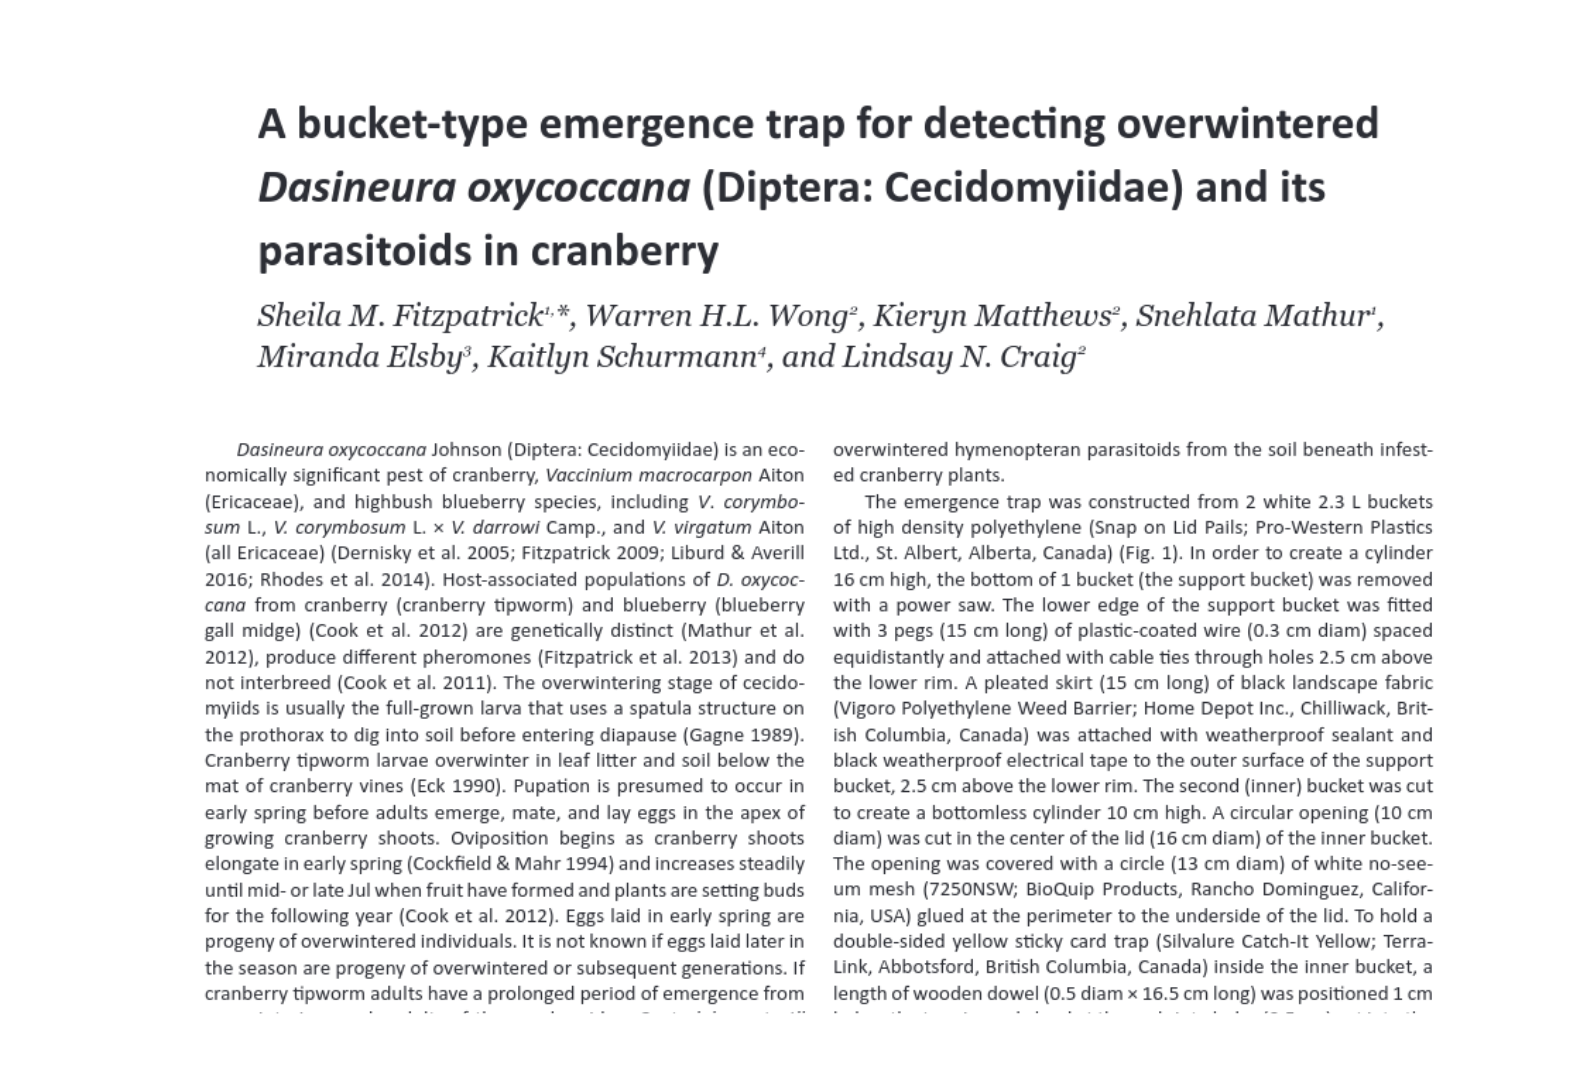 A bucket-type emergence trap for detecting overwintered
Dasineura oxycoccana (Diptera: Cecidomyiidae) and its
parasitoids in cranberry
Sheila M. Fitzpatrick¹,*, Warren H.L. Wong², Kieryn Matthews², Snehlata Mathur¹,
Miranda Elsby³, Kaitlyn Schurmann⁴, and Lindsay N. Craig²
Dasineura oxycoccana Johnson (Diptera: Cecidomyiidae) is an eco-
nomically significant pest of cranberry, Vaccinium macrocarpon Aiton
(Ericaceae), and highbush blueberry species, including V. corymbo-
sum L., V. corymbosum L. × V. darrowi Camp., and V. virgatum Aiton
(all Ericaceae) (Dernisky et al. 2005; Fitzpatrick 2009; Liburd & Averill
2016; Rhodes et al. 2014). Host-associated populations of D. oxycoc-
cana from cranberry (cranberry tipworm) and blueberry (blueberry
gall midge) (Cook et al. 2012) are genetically distinct (Mathur et al.
2012), produce different pheromones (Fitzpatrick et al. 2013) and do
not interbreed (Cook et al. 2011). The overwintering stage of cecido-
myiids is usually the full-grown larva that uses a spatula structure on
the prothorax to dig into soil before entering diapause (Gagne 1989).
Cranberry tipworm larvae overwinter in leaf litter and soil below the
mat of cranberry vines (Eck 1990). Pupation is presumed to occur in
early spring before adults emerge, mate, and lay eggs in the apex of
growing cranberry shoots. Oviposition begins as cranberry shoots
elongate in early spring (Cockfield & Mahr 1994) and increases steadily
until mid- or late Jul when fruit have formed and plants are setting buds
for the following year (Cook et al. 2012). Eggs laid in early spring are
progeny of overwintered individuals. It is not known if eggs laid later in
the season are progeny of overwintered or subsequent generations. If
cranberry tipworm adults have a prolonged period of emergence from
overwintered hymenopteran parasitoids from the soil beneath infest-
ed cranberry plants.
The emergence trap was constructed from 2 white 2.3 L buckets
of high density polyethylene (Snap on Lid Pails; Pro-Western Plastics
Ltd., St. Albert, Alberta, Canada) (Fig. 1). In order to create a cylinder
16 cm high, the bottom of 1 bucket (the support bucket) was removed
with a power saw. The lower edge of the support bucket was fitted
with 3 pegs (15 cm long) of plastic-coated wire (0.3 cm diam) spaced
equidistantly and attached with cable ties through holes 2.5 cm above
the lower rim. A pleated skirt (15 cm long) of black landscape fabric
(Vigoro Polyethylene Weed Barrier; Home Depot Inc., Chilliwack, Brit-
ish Columbia, Canada) was attached with weatherproof sealant and
black weatherproof electrical tape to the outer surface of the support
bucket, 2.5 cm above the lower rim. The second (inner) bucket was cut
to create a bottomless cylinder 10 cm high. A circular opening (10 cm
diam) was cut in the center of the lid (16 cm diam) of the inner bucket.
The opening was covered with a circle (13 cm diam) of white no-see-
um mesh (7250NSW; BioQuip Products, Rancho Dominguez, Califor-
nia, USA) glued at the perimeter to the underside of the lid. To hold a
double-sided yellow sticky card trap (Silvalure Catch-It Yellow; Terra-
Link, Abbotsford, British Columbia, Canada) inside the inner bucket, a
length of wooden dowel (0.5 diam × 16.5 cm long) was positioned 1 cm